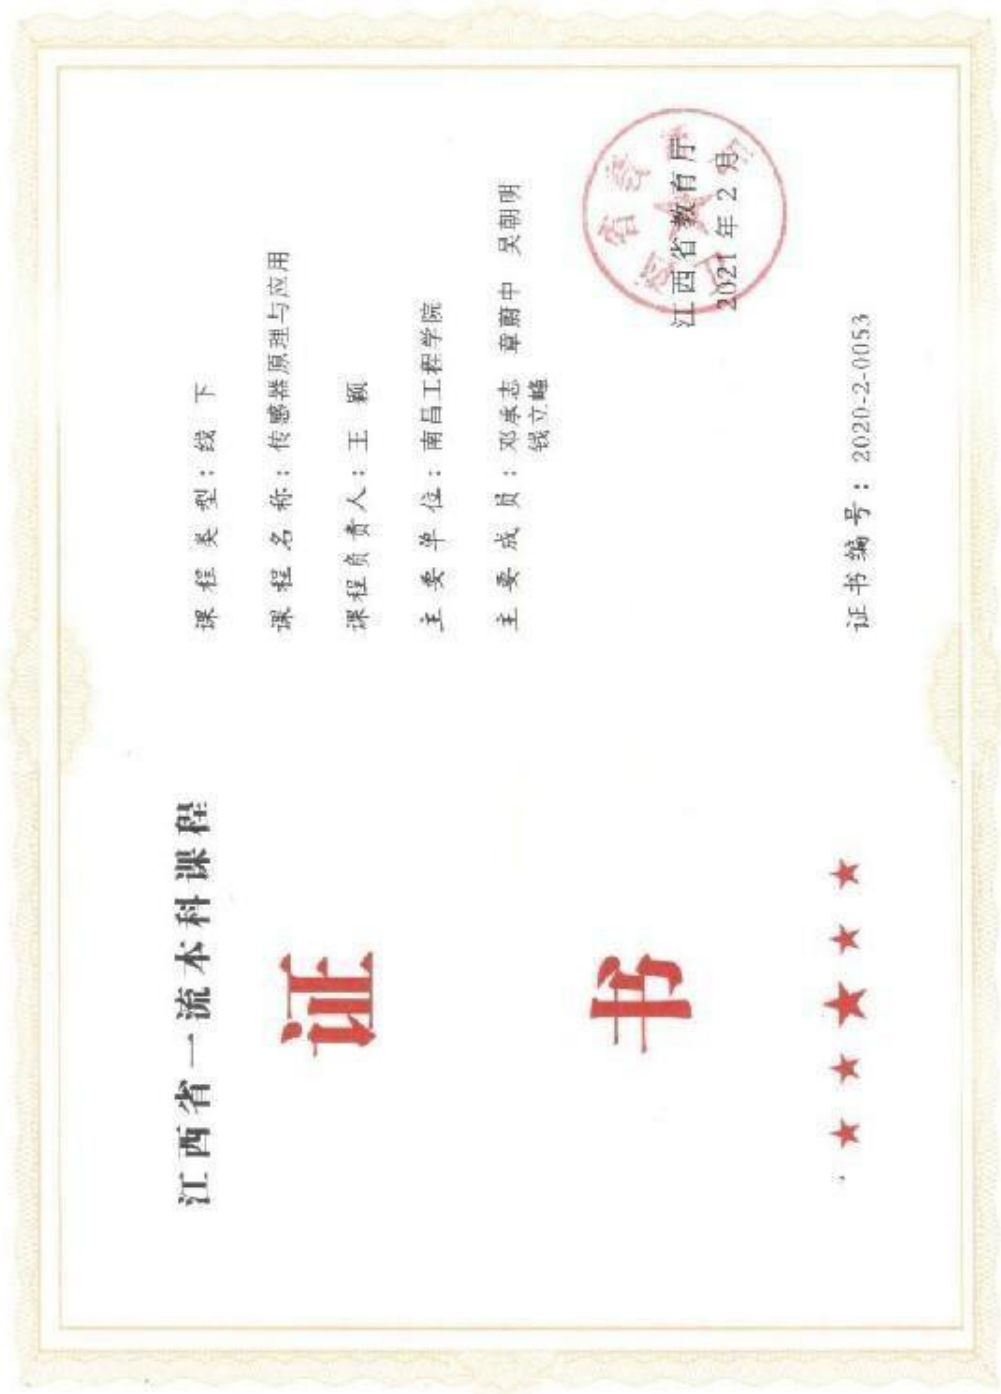 江西省一流本科课程
证
书
课程类型：线 下
课程名称：传感器原理与应用
课程负责人：王 颖
主要单位：南昌工程学院
主要成员：邓承志 章蔚中 吴朝明
钱立峰
江西省教育厅
2021年2月
证书编号：2020-2-0053